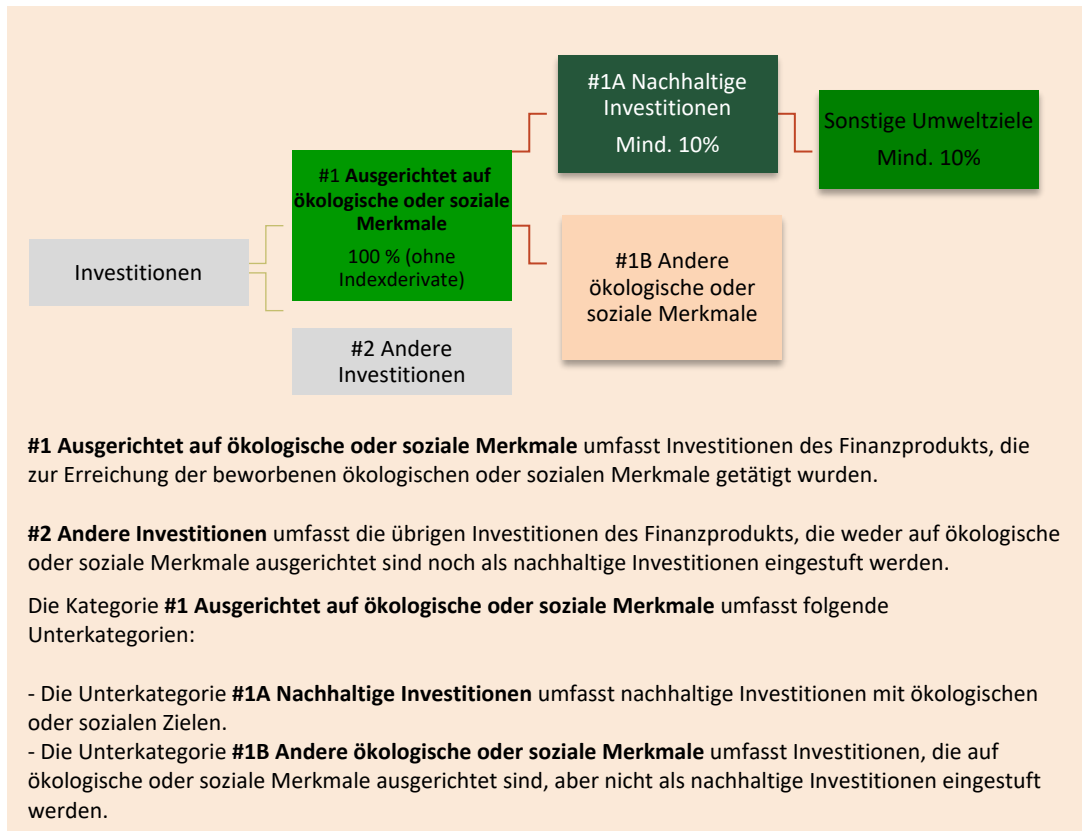 #1A Nachhaltige
Investitionen
Mind. 10%
Sonstige Umweltziele
Mind. 10%
#1 Ausgerichtet auf
ökologische oder soziale
Merkmale
100 % (ohne
Indexderivate)
Investitionen
#1B Andere
ökologische oder
soziale Merkmale
#2 Andere
Investitionen
#1 Ausgerichtet auf ökologische oder soziale Merkmale umfasst Investitionen des Finanzprodukts, die
zur Erreichung der beworbenen ökologischen oder sozialen Merkmale getätigt wurden.
#2 Andere Investitionen umfasst die übrigen Investitionen des Finanzprodukts, die weder auf ökologische
oder soziale Merkmale ausgerichtet sind noch als nachhaltige Investitionen eingestuft werden.
Die Kategorie #1 Ausgerichtet auf ökologische oder soziale Merkmale umfasst folgende
Unterkategorien:
- Die Unterkategorie #1A Nachhaltige Investitionen umfasst nachhaltige Investitionen mit ökologischen
oder sozialen Zielen.
- Die Unterkategorie #1B Andere ökologische oder soziale Merkmale umfasst Investitionen, die auf
ökologische oder soziale Merkmale ausgerichtet sind, aber nicht als nachhaltige Investitionen eingestuft
werden.